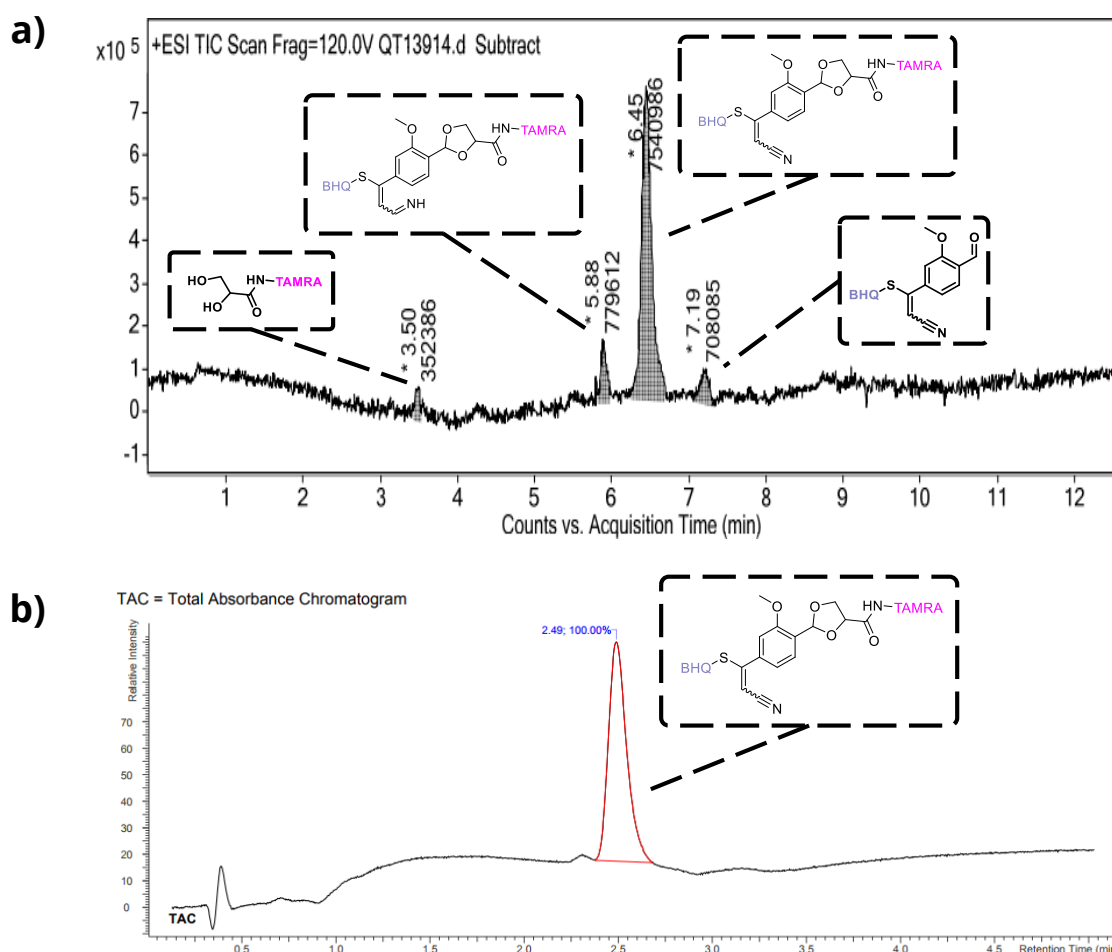 a)
x10 5
+ESI TIC Scan Frag=120.0V QT13914.d Subtract
7
6
5
4
3
2
1
0
-1
HO
HO
HN-TAMRA
O
* 3.50
352386
O
O
HN-TAMRA
O
O
S
BHQ
NH
* 5.88
779612
* 6.45
7540986
O
O
HN-TAMRA
O
O
S
BHQ
N
* 7.19
708085
O
O
S
BHQ
N
1 2 3 4 5 6 7 8 9 10 11 12
Counts vs. Acquisition Time (min)
b)
TAC = Total Absorbance Chromatogram
Relative Intensity
2.49; 100.00%
70
60
50
40
30
20
10
0
TAC
O
O
HN-TAMRA
O
O
S
BHQ
N
0.5 1.0 1.5 2.0 2.5 3.0 3.5 4.0 4.5 Retention Time (min